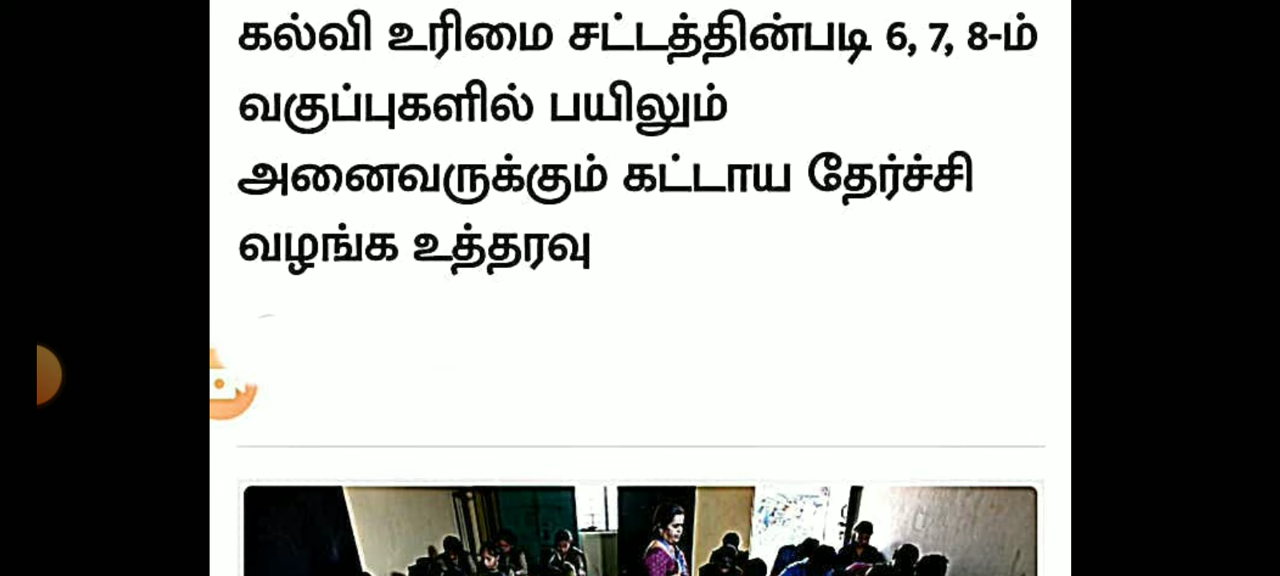 கல்வி உரிமை சட்டத்தின்படி 6, 7, 8-ம்
வகுப்புகளில் பயிலும்
அனைவருக்கும் கட்டாய தேர்ச்சி
வழங்க உத்தரவு